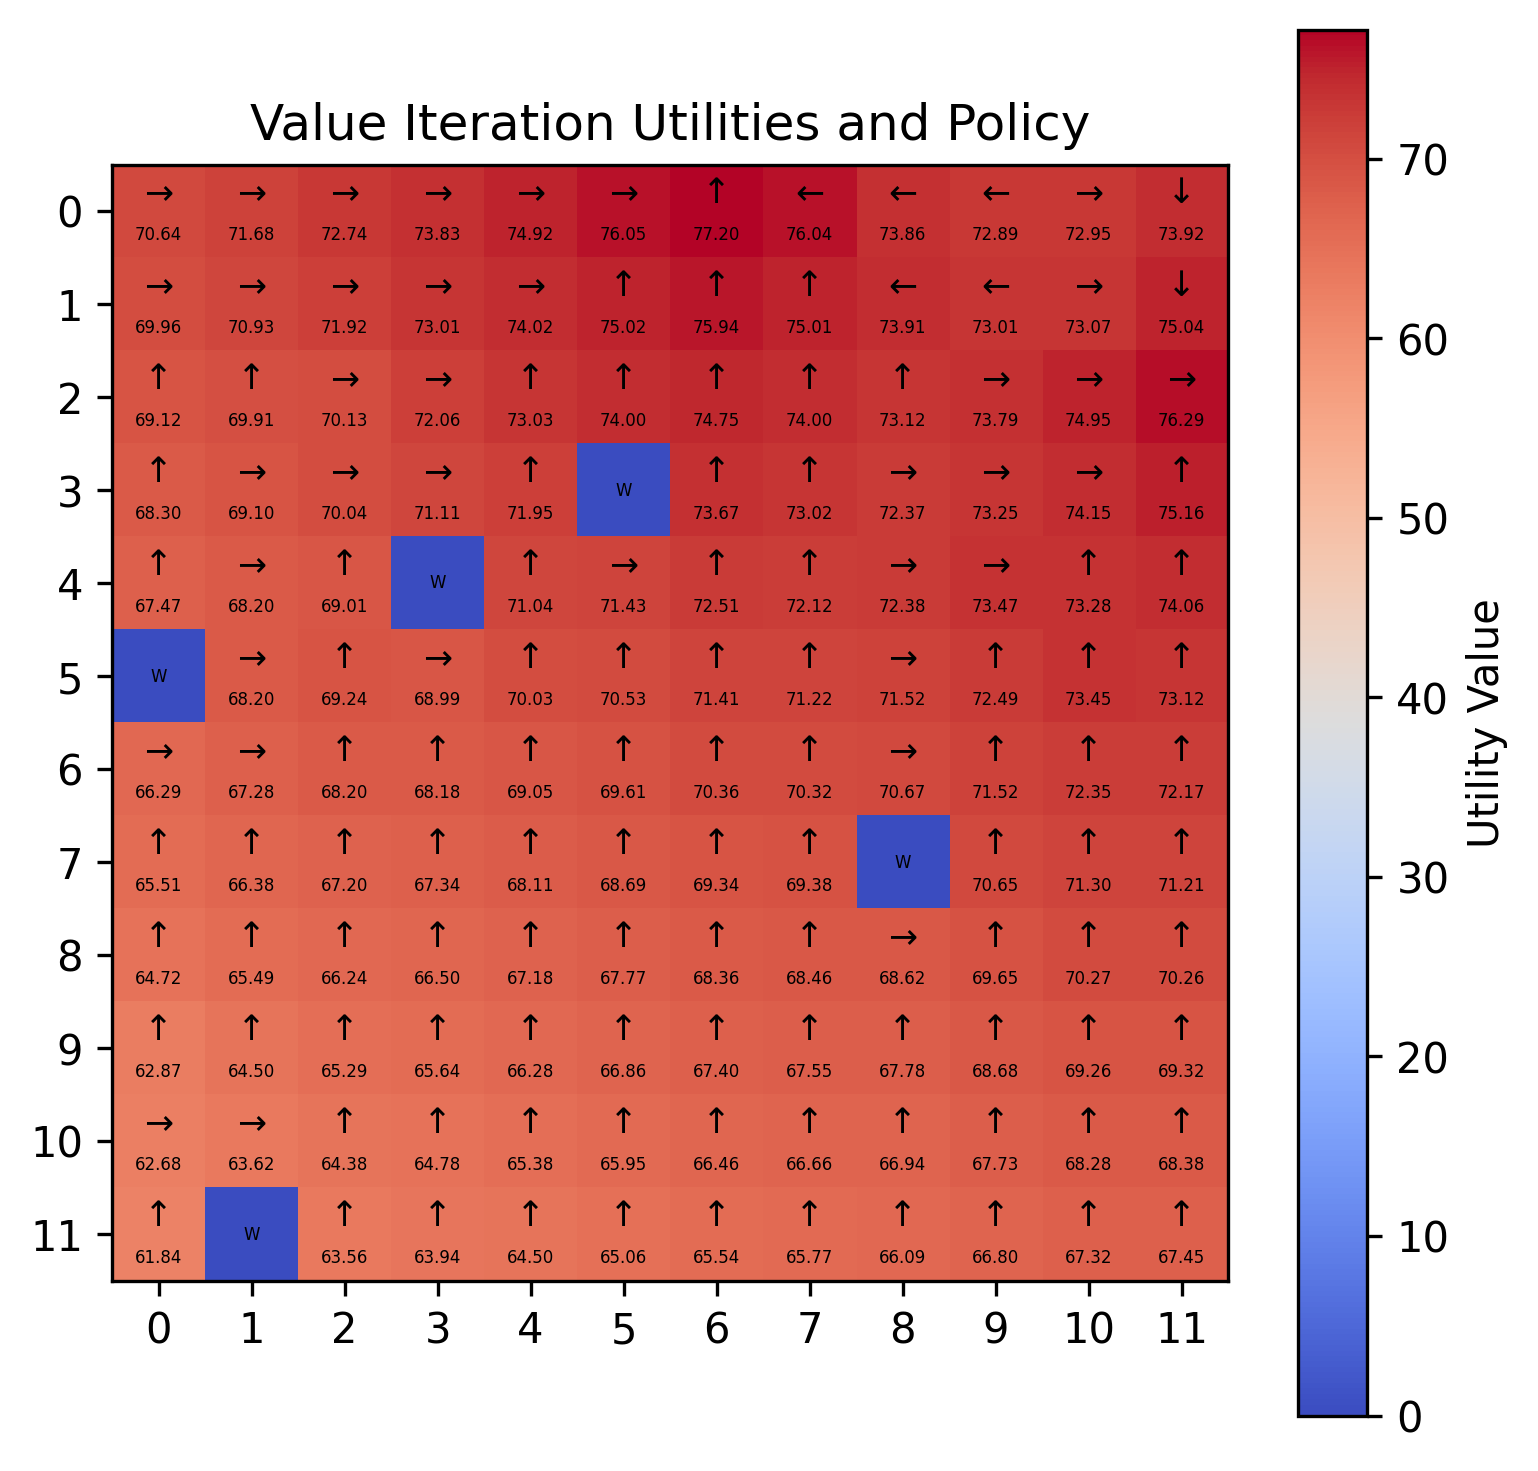 Value Iteration Utilities and Policy
0 → → → → → → ↑ ← ← ← → ↓
70.64 71.68 72.74 73.83 74.92 76.05 77.20 76.04 73.86 72.89 72.95 73.92
1 → → → → → ↑ ↑ ↑ ← ← → ↓
69.96 70.93 71.92 73.01 74.02 75.02 75.94 75.01 73.91 73.01 73.07 75.04
2 ↑ ↑ → → ↑ ↑ ↑ ↑ ↑ → → →
69.12 69.91 70.13 72.06 73.03 74.00 74.75 74.00 73.12 73.79 74.95 76.29
3 ↑ → → → ↑ W ↑ ↑ → → → ↑
68.30 69.10 70.04 71.11 71.95 73.67 73.02 72.37 73.25 74.15 75.16
4 ↑ → ↑ W ↑ → ↑ ↑ → → ↑ ↑
67.47 68.20 69.01 71.04 71.43 72.51 72.12 72.38 73.47 73.28 74.06
5 W → ↑ → ↑ ↑ ↑ ↑ → ↑ ↑ ↑
68.20 69.24 68.99 70.03 70.53 71.41 71.22 71.52 72.49 73.45 73.12
6 → → ↑ ↑ ↑ ↑ ↑ ↑ → ↑ ↑ ↑
66.29 67.28 68.20 68.18 69.05 69.61 70.36 70.32 70.67 71.52 72.35 72.17
7 ↑ ↑ ↑ ↑ ↑ ↑ ↑ ↑ W ↑ ↑ ↑
65.51 66.38 67.20 67.34 68.11 68.69 69.34 69.38 70.65 71.30 71.21
8 ↑ ↑ ↑ ↑ ↑ ↑ ↑ ↑ → ↑ ↑ ↑
64.72 65.49 66.24 66.50 67.18 67.77 68.36 68.46 68.62 69.65 70.27 70.26
9 ↑ ↑ ↑ ↑ ↑ ↑ ↑ ↑ ↑ ↑ ↑ ↑
62.87 64.50 65.29 65.64 66.28 66.86 67.40 67.55 67.78 68.68 69.26 69.32
10 → → ↑ ↑ ↑ ↑ ↑ ↑ ↑ ↑ ↑ ↑
62.68 63.62 64.38 64.78 65.38 65.95 66.46 66.66 66.94 67.73 68.28 68.38
11 ↑ W ↑ ↑ ↑ ↑ ↑ ↑ ↑ ↑ ↑ ↑
61.84 63.56 63.94 64.50 65.06 65.54 65.77 66.09 66.80 67.32 67.45
0 1 2 3 4 5 6 7 8 9 10 11
70
60
50
40
30
20
10
0
Utility Value